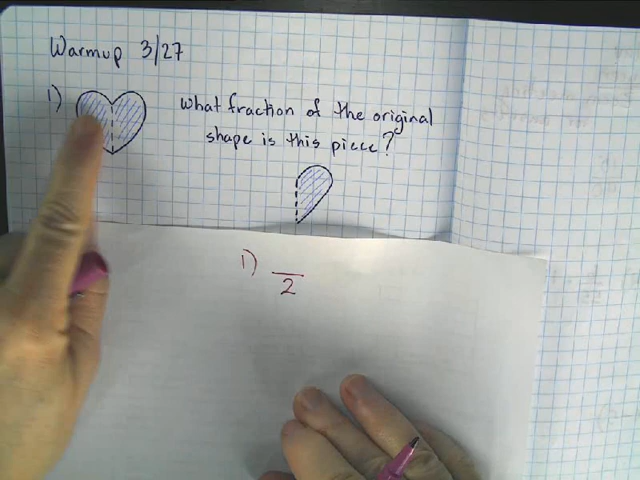 Warmup 3/27
1)
What fraction of the original
shape is this piece?
1) —
2